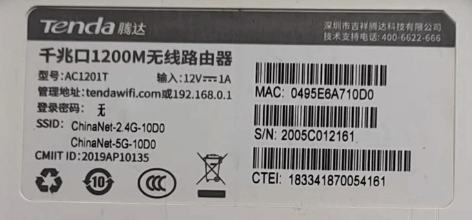 Tenda 腾达
深圳市吉祥腾达科技有限公司
技术支持电话: 400-6622-666
千兆口1200M无线路由器
型号: AC1201T 输入: 12V⎓1A
管理地址: tendawifi.com或192.168.0.1
登录密码: 无
SSID: ChinaNet-2.4G-10D0
ChinaNet-5G-10D0
CMIIT ID: 2019AP10135
10
CCC
MAC: 0495E6A710D0
S/N: 2005C012161
CTEI: 183341870054161